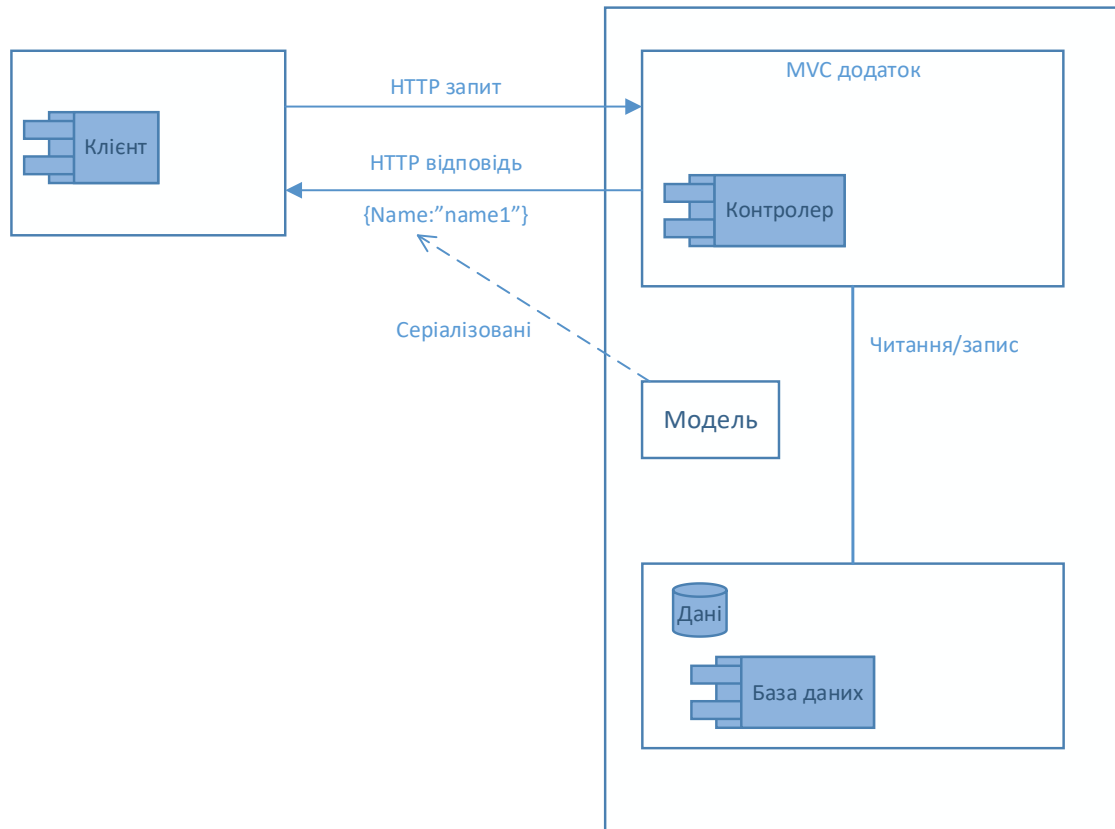 MVC додаток
HTTP запит
Клієнт
HTTP відповідь
Контролер
{Name:”name1”}
Серіалізовані
Читання/запис
Модель
Дані
База даних